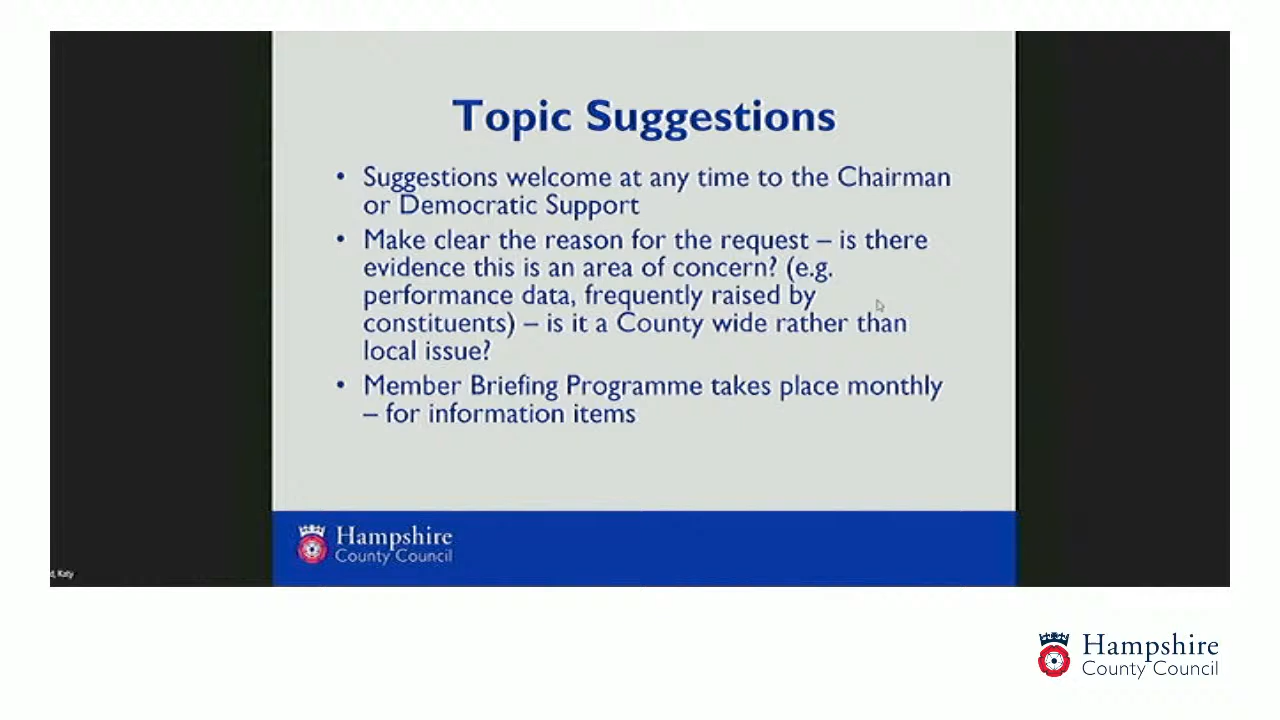 Topic Suggestions
• Suggestions welcome at any time to the Chairman
or Democratic Support
• Make clear the reason for the request – is there
evidence this is an area of concern? (e.g.
performance data, frequently raised by
constituents) – is it a County wide rather than
local issue?
• Member Briefing Programme takes place monthly
– for information items
Hampshire
County Council
d, Katy
Hampshire
County Council